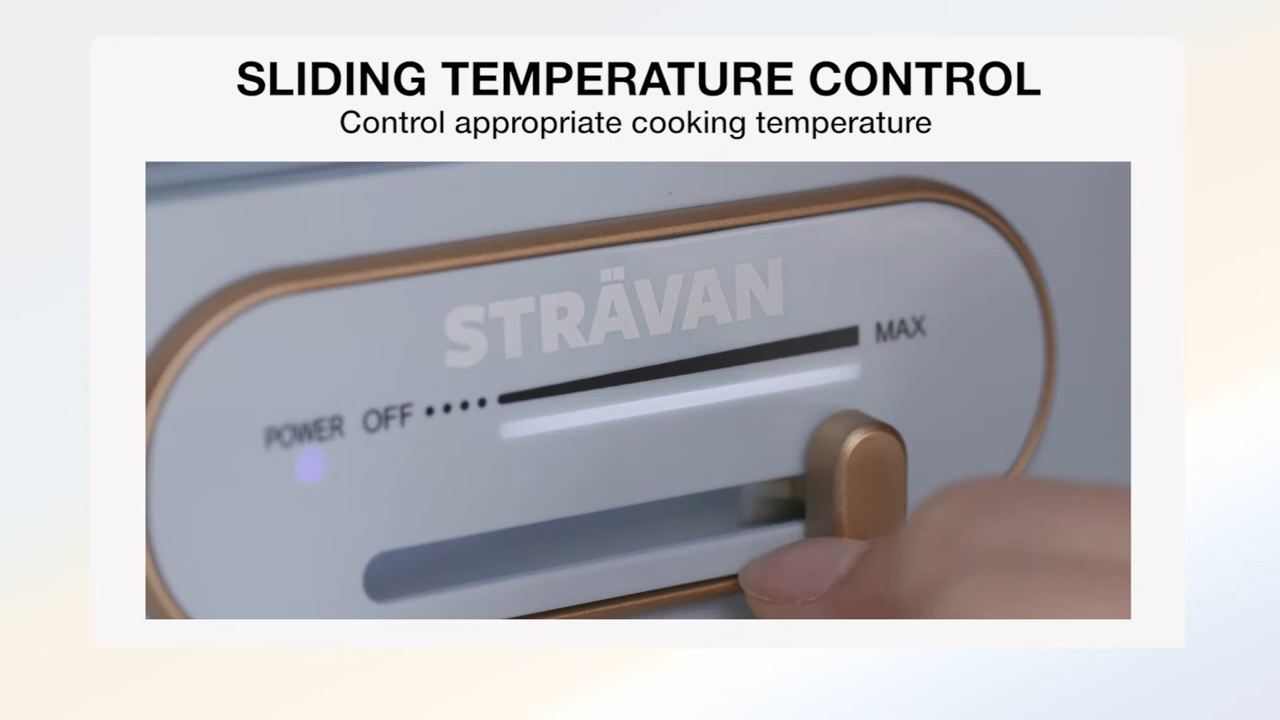 SLIDING TEMPERATURE CONTROL
Control appropriate cooking temperature
STRÄVAN
MAX
POWER OFF